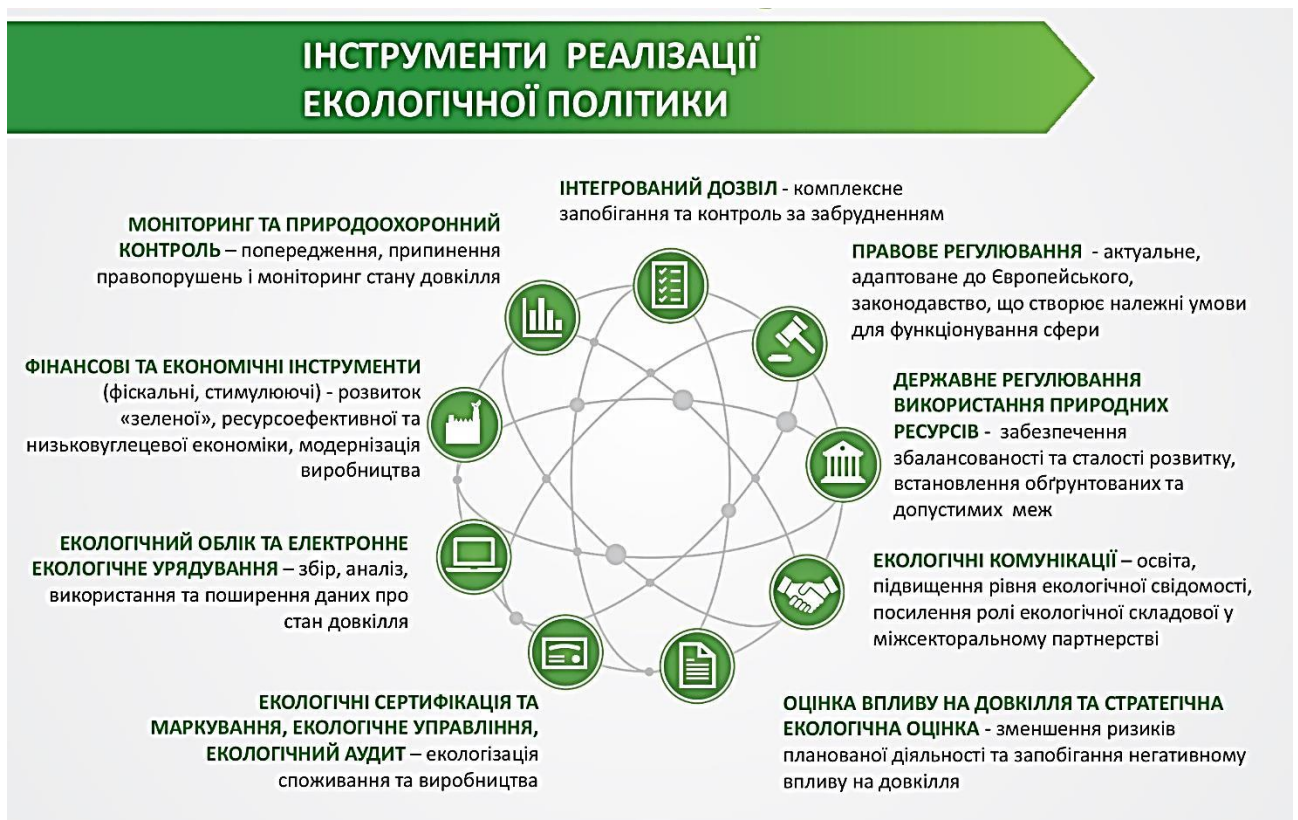 ІНСТРУМЕНТИ РЕАЛІЗАЦІЇ
ЕКОЛОГІЧНОЇ ПОЛІТИКИ
ІНТЕГРОВАНИЙ ДОЗВІЛ - комплексне
запобігання та контроль за забрудненням
МОНІТОРИНГ ТА ПРИРОДООХОРОННИЙ
КОНТРОЛЬ – попередження, припинення
правопорушень і моніторинг стану довкілля
ПРАВОВЕ РЕГУЛЮВАННЯ - актуальне,
адаптоване до Європейського,
законодавство, що створює належні умови
для функціонування сфери
ФІНАНСОВІ ТА ЕКОНОМІЧНІ ІНСТРУМЕНТИ
(фіскальні, стимулюючі) - розвиток
«зеленої», ресурсоефективної та
низьковуглецевої економіки, модернізація
виробництва
ДЕРЖАВНЕ РЕГУЛЮВАННЯ
ВИКОРИСТАННЯ ПРИРОДНИХ
РЕСУРСІВ - забезпечення
збалансованості та сталості розвитку,
встановлення обґрунтованих та
допустимих меж
ЕКОЛОГІЧНИЙ ОБЛІК ТА ЕЛЕКТРОННЕ
ЕКОЛОГІЧНЕ УРЯДУВАННЯ – збір, аналіз,
використання та поширення даних про
стан довкілля
ЕКОЛОГІЧНІ КОМУНІКАЦІЇ – освіта,
підвищення рівня екологічної свідомості,
посилення ролі екологічної складової у
міжсекторальному партнерстві
ЕКОЛОГІЧНІ СЕРТИФІКАЦІЯ ТА
МАРКУВАННЯ, ЕКОЛОГІЧНЕ УПРАВЛІННЯ,
ЕКОЛОГІЧНИЙ АУДИТ – екологізація
споживання та виробництва
ОЦІНКА ВПЛИВУ НА ДОВКІЛЛЯ ТА СТРАТЕГІЧНА
ЕКОЛОГІЧНА ОЦІНКА - зменшення ризиків
планованої діяльності та запобігання негативному
впливу на довкілля